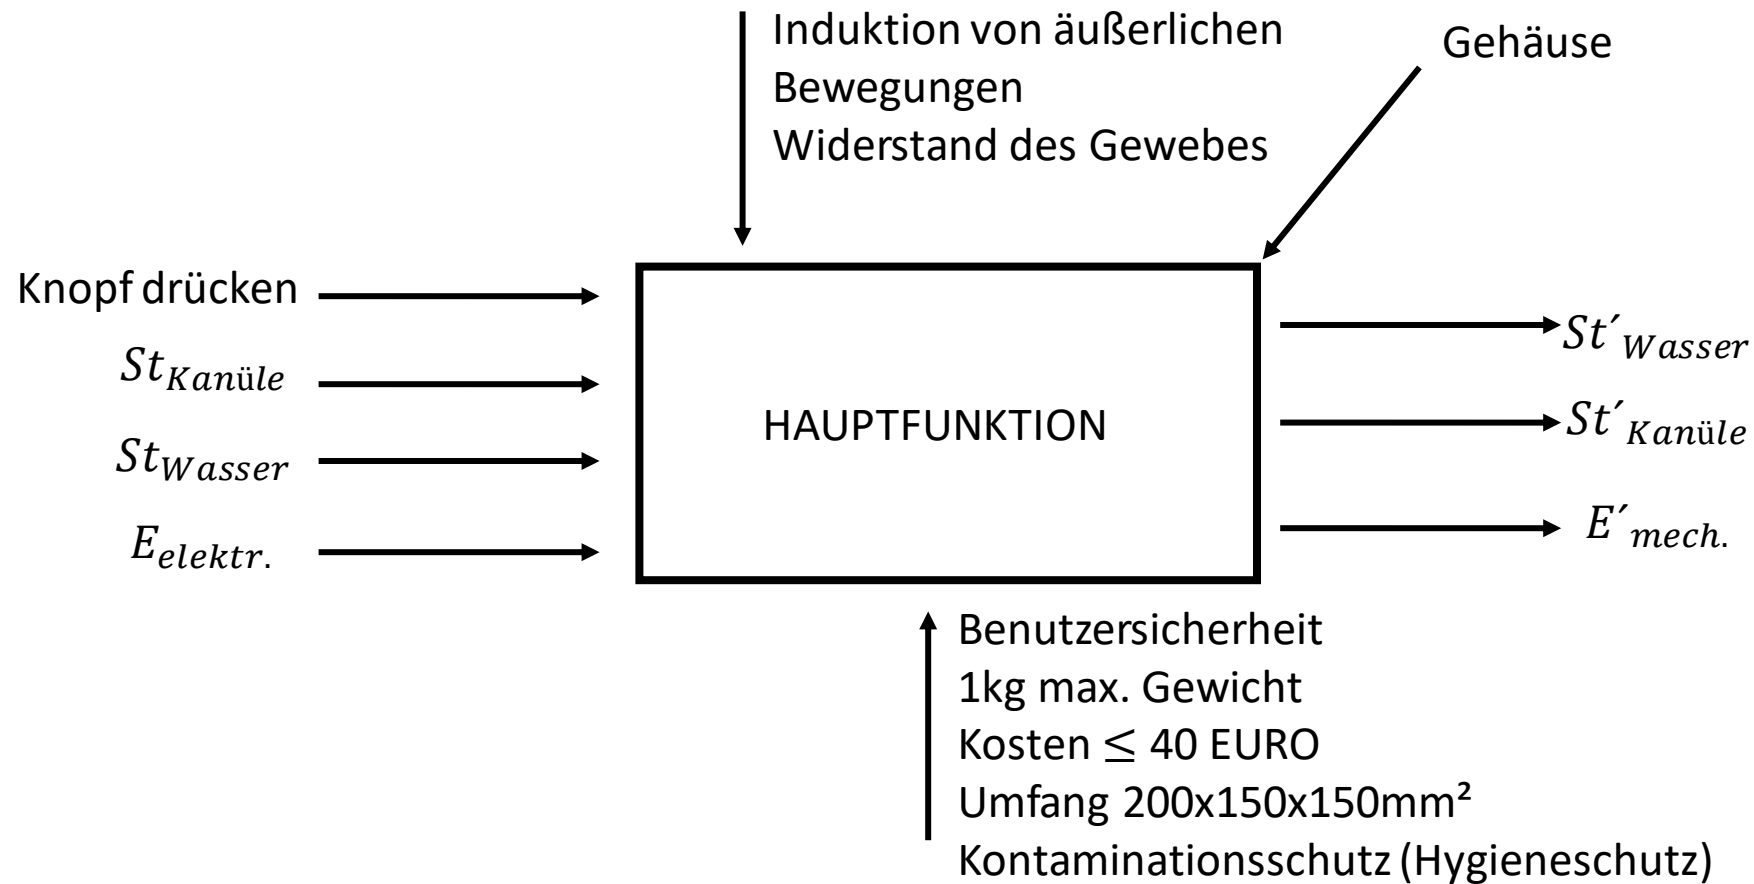 Induktion von äußerlichen
Bewegungen
Widerstand des Gewebes
Gehäuse
Knopf drücken
St_Kanüle
St_Wasser
E_elektr.
HAUPTFUNKTION
St´_Wasser
St´_Kanüle
E´_mech.
Benutzersicherheit
1kg max. Gewicht
Kosten ≤ 40 EURO
Umfang 200x150x150mm²
Kontaminationsschutz (Hygieneschutz)